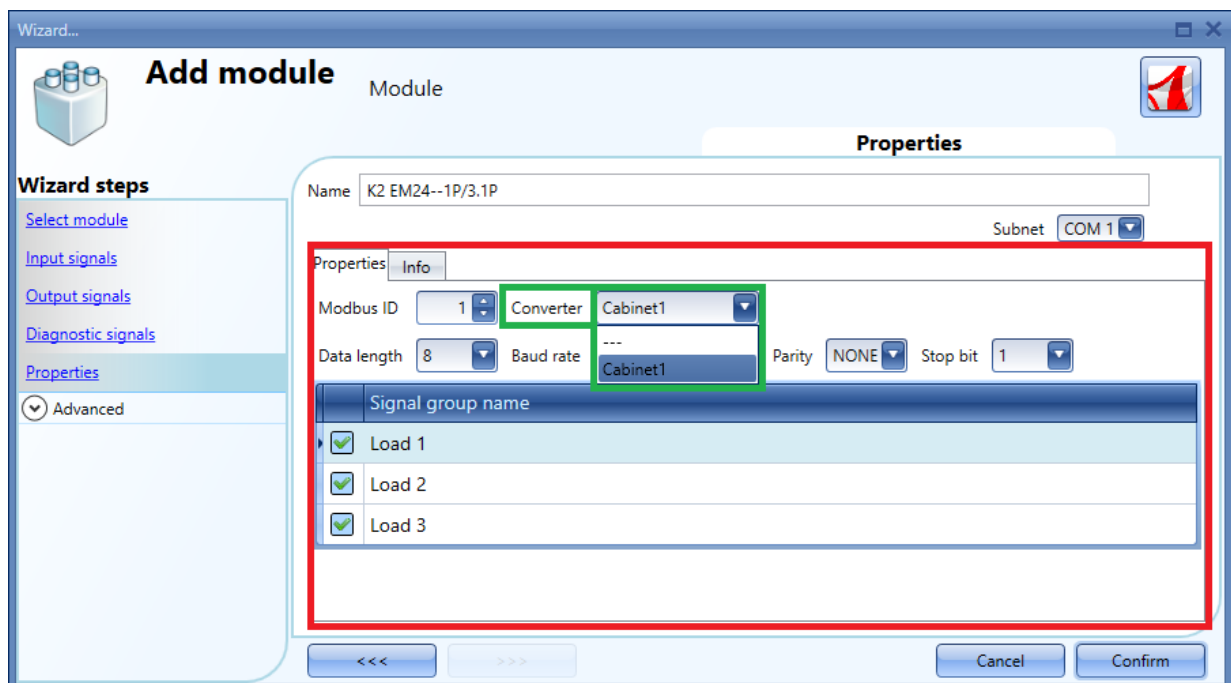 Wizard...
Add module
Module
Properties
Wizard steps
Select module
Input signals
Output signals
Diagnostic signals
Properties
Advanced
Name K2 EM24--1P/3.1P
Subnet COM 1
Properties Info
Modbus ID 1 Converter Cabinet1
---
Data length 8 Baud rate Cabinet1 Parity NONE Stop bit 1
Signal group name
Load 1
Load 2
Load 3
<<< >>> Cancel Confirm